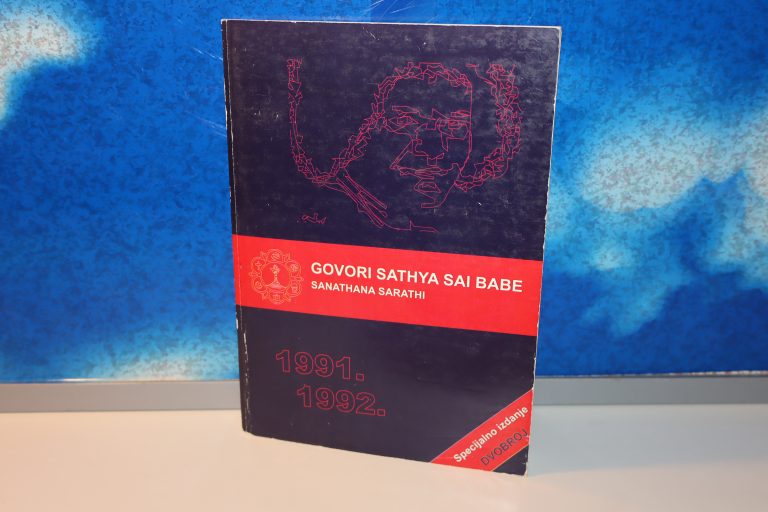 GOVORI SATHYA SAI BABE
SANATHANA SARATHI
1991.
1992.
Specijalno izdanje
DVOBROJ